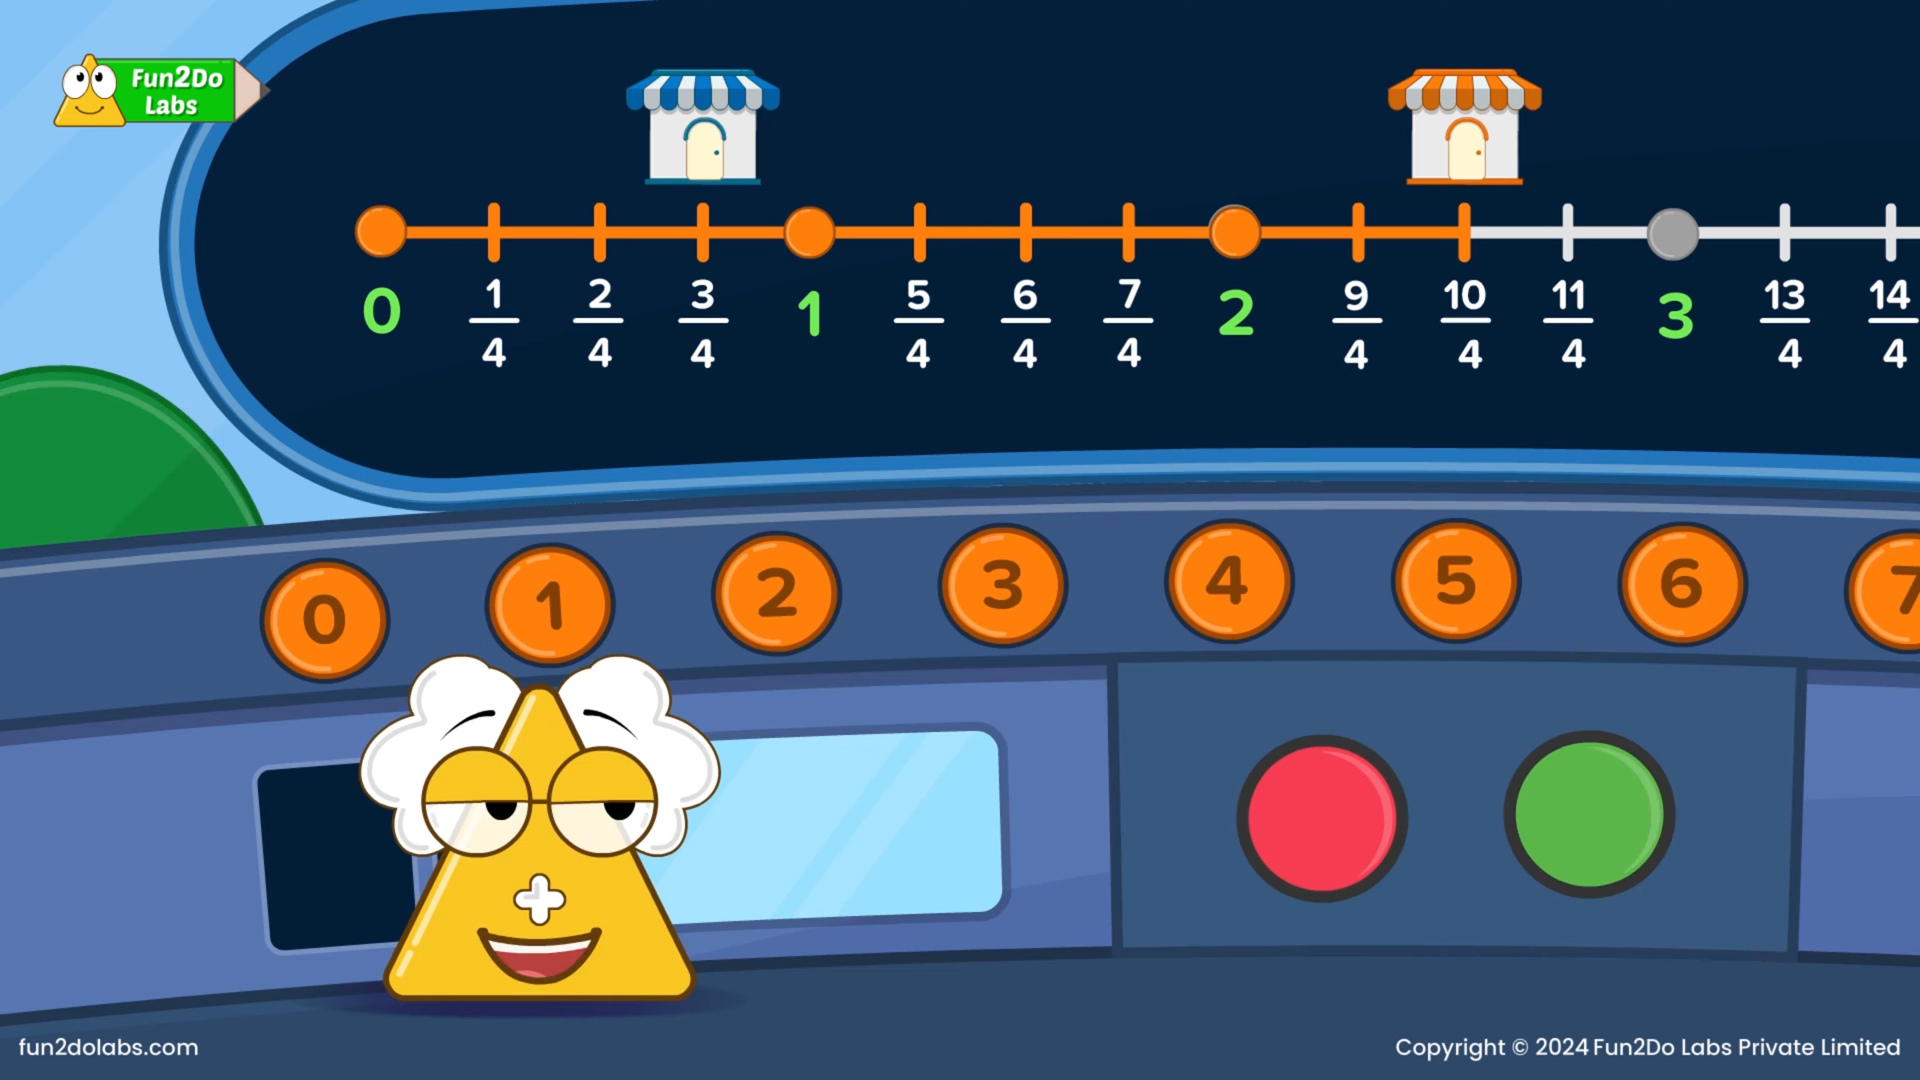 Fun2Do
Labs
1 2 3 5 6 7 9 10 11 13 14
0 1 2 3
4 4 4 4 4 4 4 4 4 4 4
0 1 2 3 4 5 6 7
fun2dolabs.com
Copyright © 2024 Fun2Do Labs Private Limited